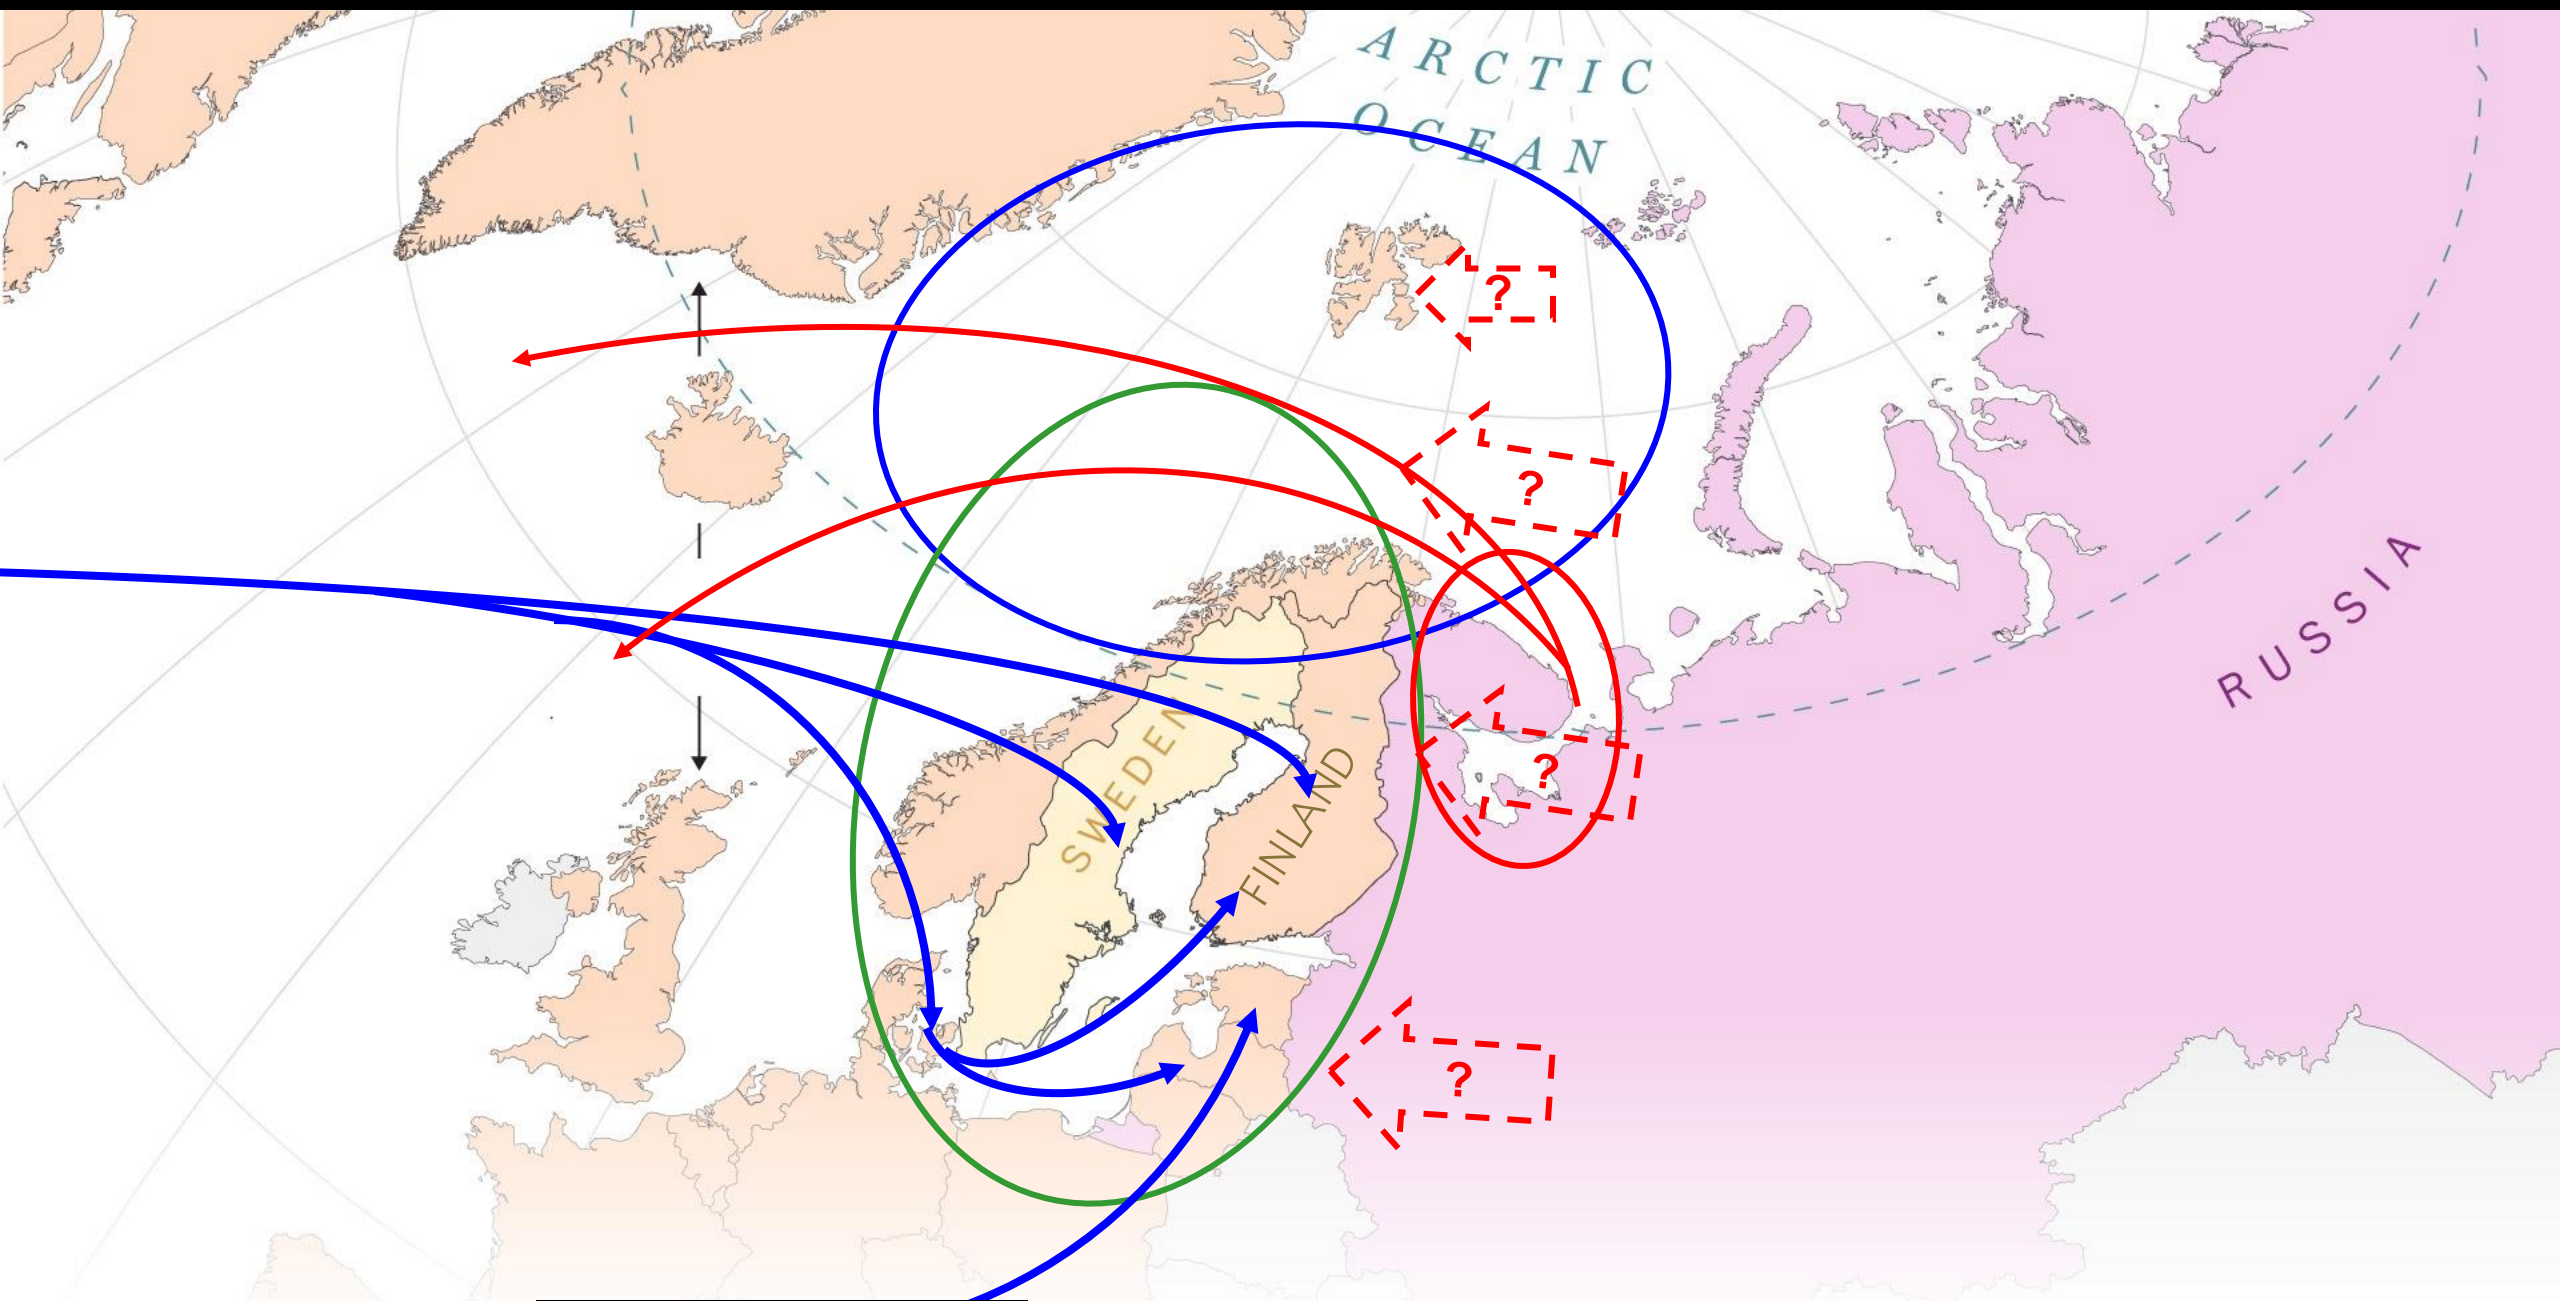 ARCTIC
OCEAN
?
?
RUSSIA
SWEDEN
FINLAND
?
?